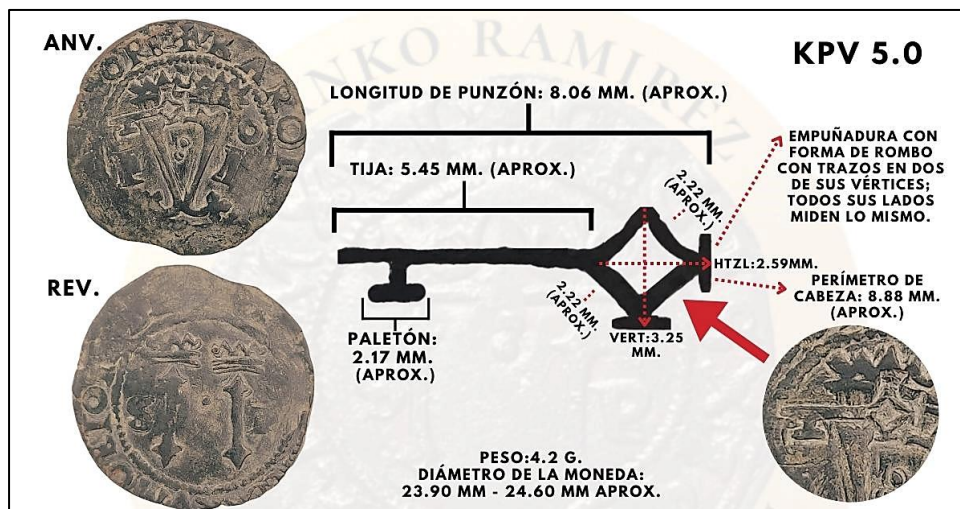 ANV.
NKO RAMIREZ
KPV 5.0
LONGITUD DE PUNZÓN: 8.06 MM. (APROX.)
TIJA: 5.45 MM. (APROX.)
2.22 MM.
(APROX.)
EMPUÑADURA CON
FORMA DE ROMBO
CON TRAZOS EN DOS
DE SUS VÉRTICES;
TODOS SUS LADOS
MIDEN LO MISMO.
HTZL:2.59MM.
REV.
PERÍMETRO DE
CABEZA: 8.88 MM.
(APROX.)
2.22 MM.
(APROX.)
PALETÓN:
2.17 MM.
(APROX.)
VERT:3.25
MM.
PESO:4.2 G.
DIÁMETRO DE LA MONEDA:
23.90 MM - 24.60 MM APROX.